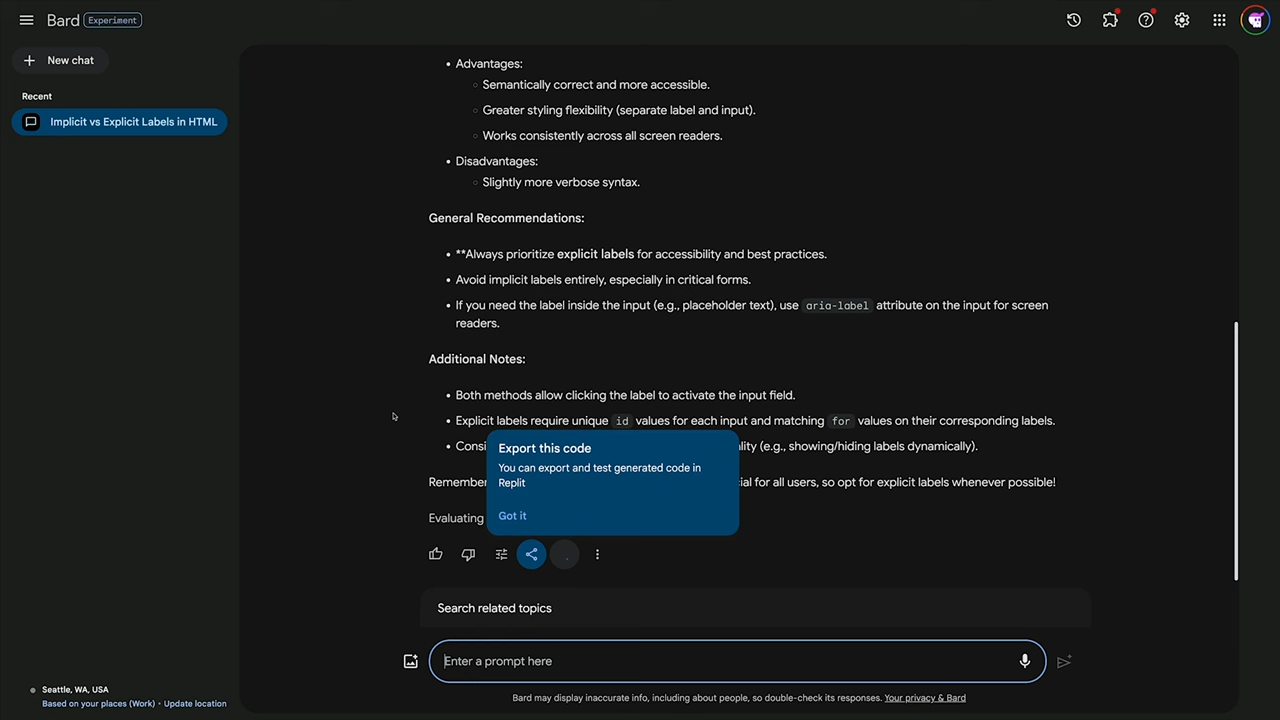 Bard Experiment
New chat
Recent
Implicit vs Explicit Labels in HTML
• Advantages:
◦ Semantically correct and more accessible.
◦ Greater styling flexibility (separate label and input).
◦ Works consistently across all screen readers.
• Disadvantages:
◦ Slightly more verbose syntax.
General Recommendations:
• **Always prioritize explicit labels for accessibility and best practices.
• Avoid implicit labels entirely, especially in critical forms.
• If you need the label inside the input (e.g., placeholder text), use aria-label attribute on the input for screen
readers.
Additional Notes:
• Both methods allow clicking the label to activate the input field.
• Explicit labels require unique id values for each input and matching for values on their corresponding labels.
• (e.g., showing/hiding labels dynamically).
Remember for all users, so opt for explicit labels whenever possible!
Evaluating
Export this code
You can export and test generated code in
Replit
Got it
Search related topics
Enter a prompt here
Bard may display inaccurate info, including about people, so double-check its responses. Your privacy & Bard
Seattle, WA, USA
Based on your places (Work) - Update location